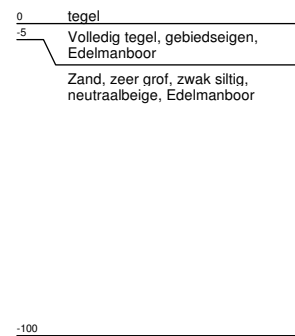 0 tegel
-5 Volledig tegel, gebiedseigen,
Edelmanboor
Zand, zeer grof, zwak siltig,
neutraalbeige, Edelmanboor
-100